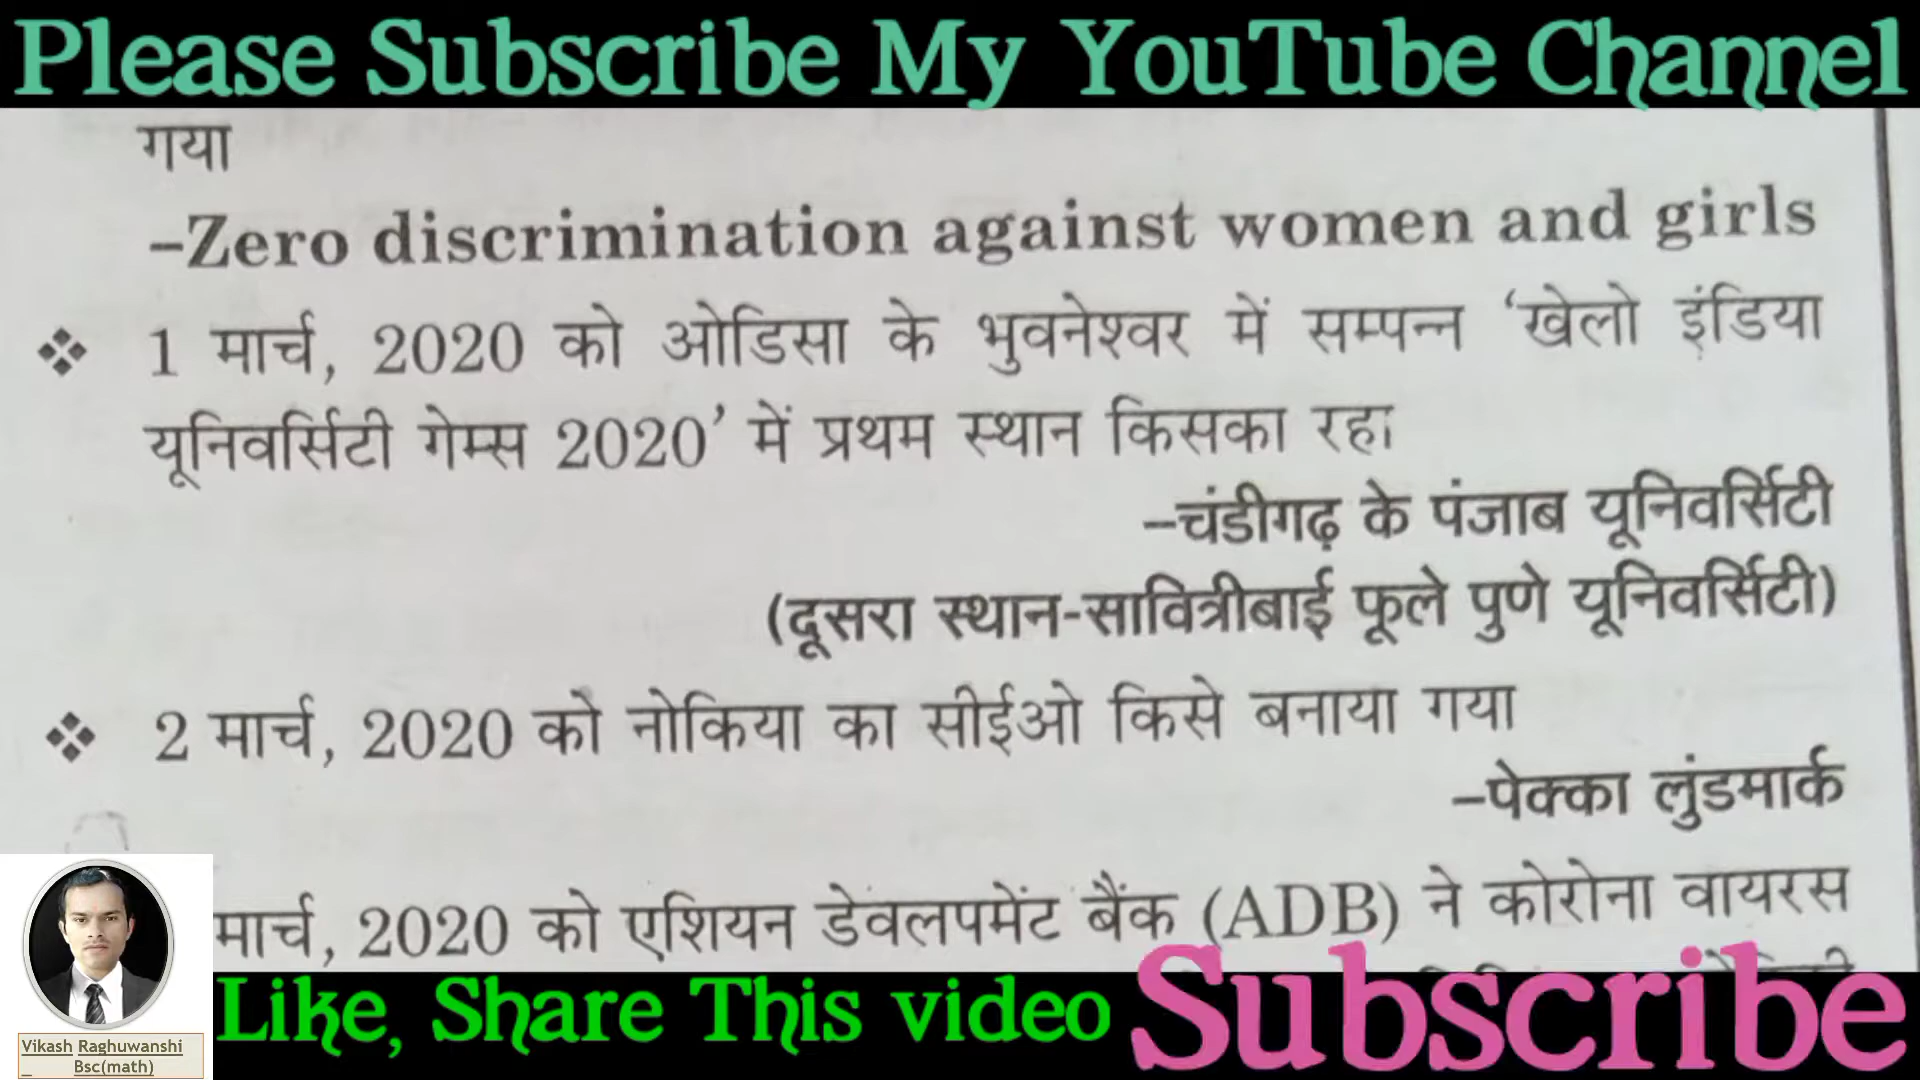 Please Subscribe My YouTube Channel
गया
–Zero discrimination against women and girls
❖ 1 मार्च, 2020 को ओडिसा के भुवनेश्वर में सम्पन्न ‘खेलो इंडिया
यूनिवर्सिटी गेम्स 2020’ में प्रथम स्थान किसका रहा
–चंडीगढ़ के पंजाब यूनिवर्सिटी
(दूसरा स्थान-सावित्रीबाई फूले पुणे यूनिवर्सिटी)
❖ 2 मार्च, 2020 को नोकिया का सीईओ किसे बनाया गया
–पेक्का लुंडमार्क
मार्च, 2020 को एशियन डेवलपमेंट बैंक (ADB) ने कोरोना वायरस
Like, Share This video Subscribe
Vikash Raghuwanshi
Bsc(math)